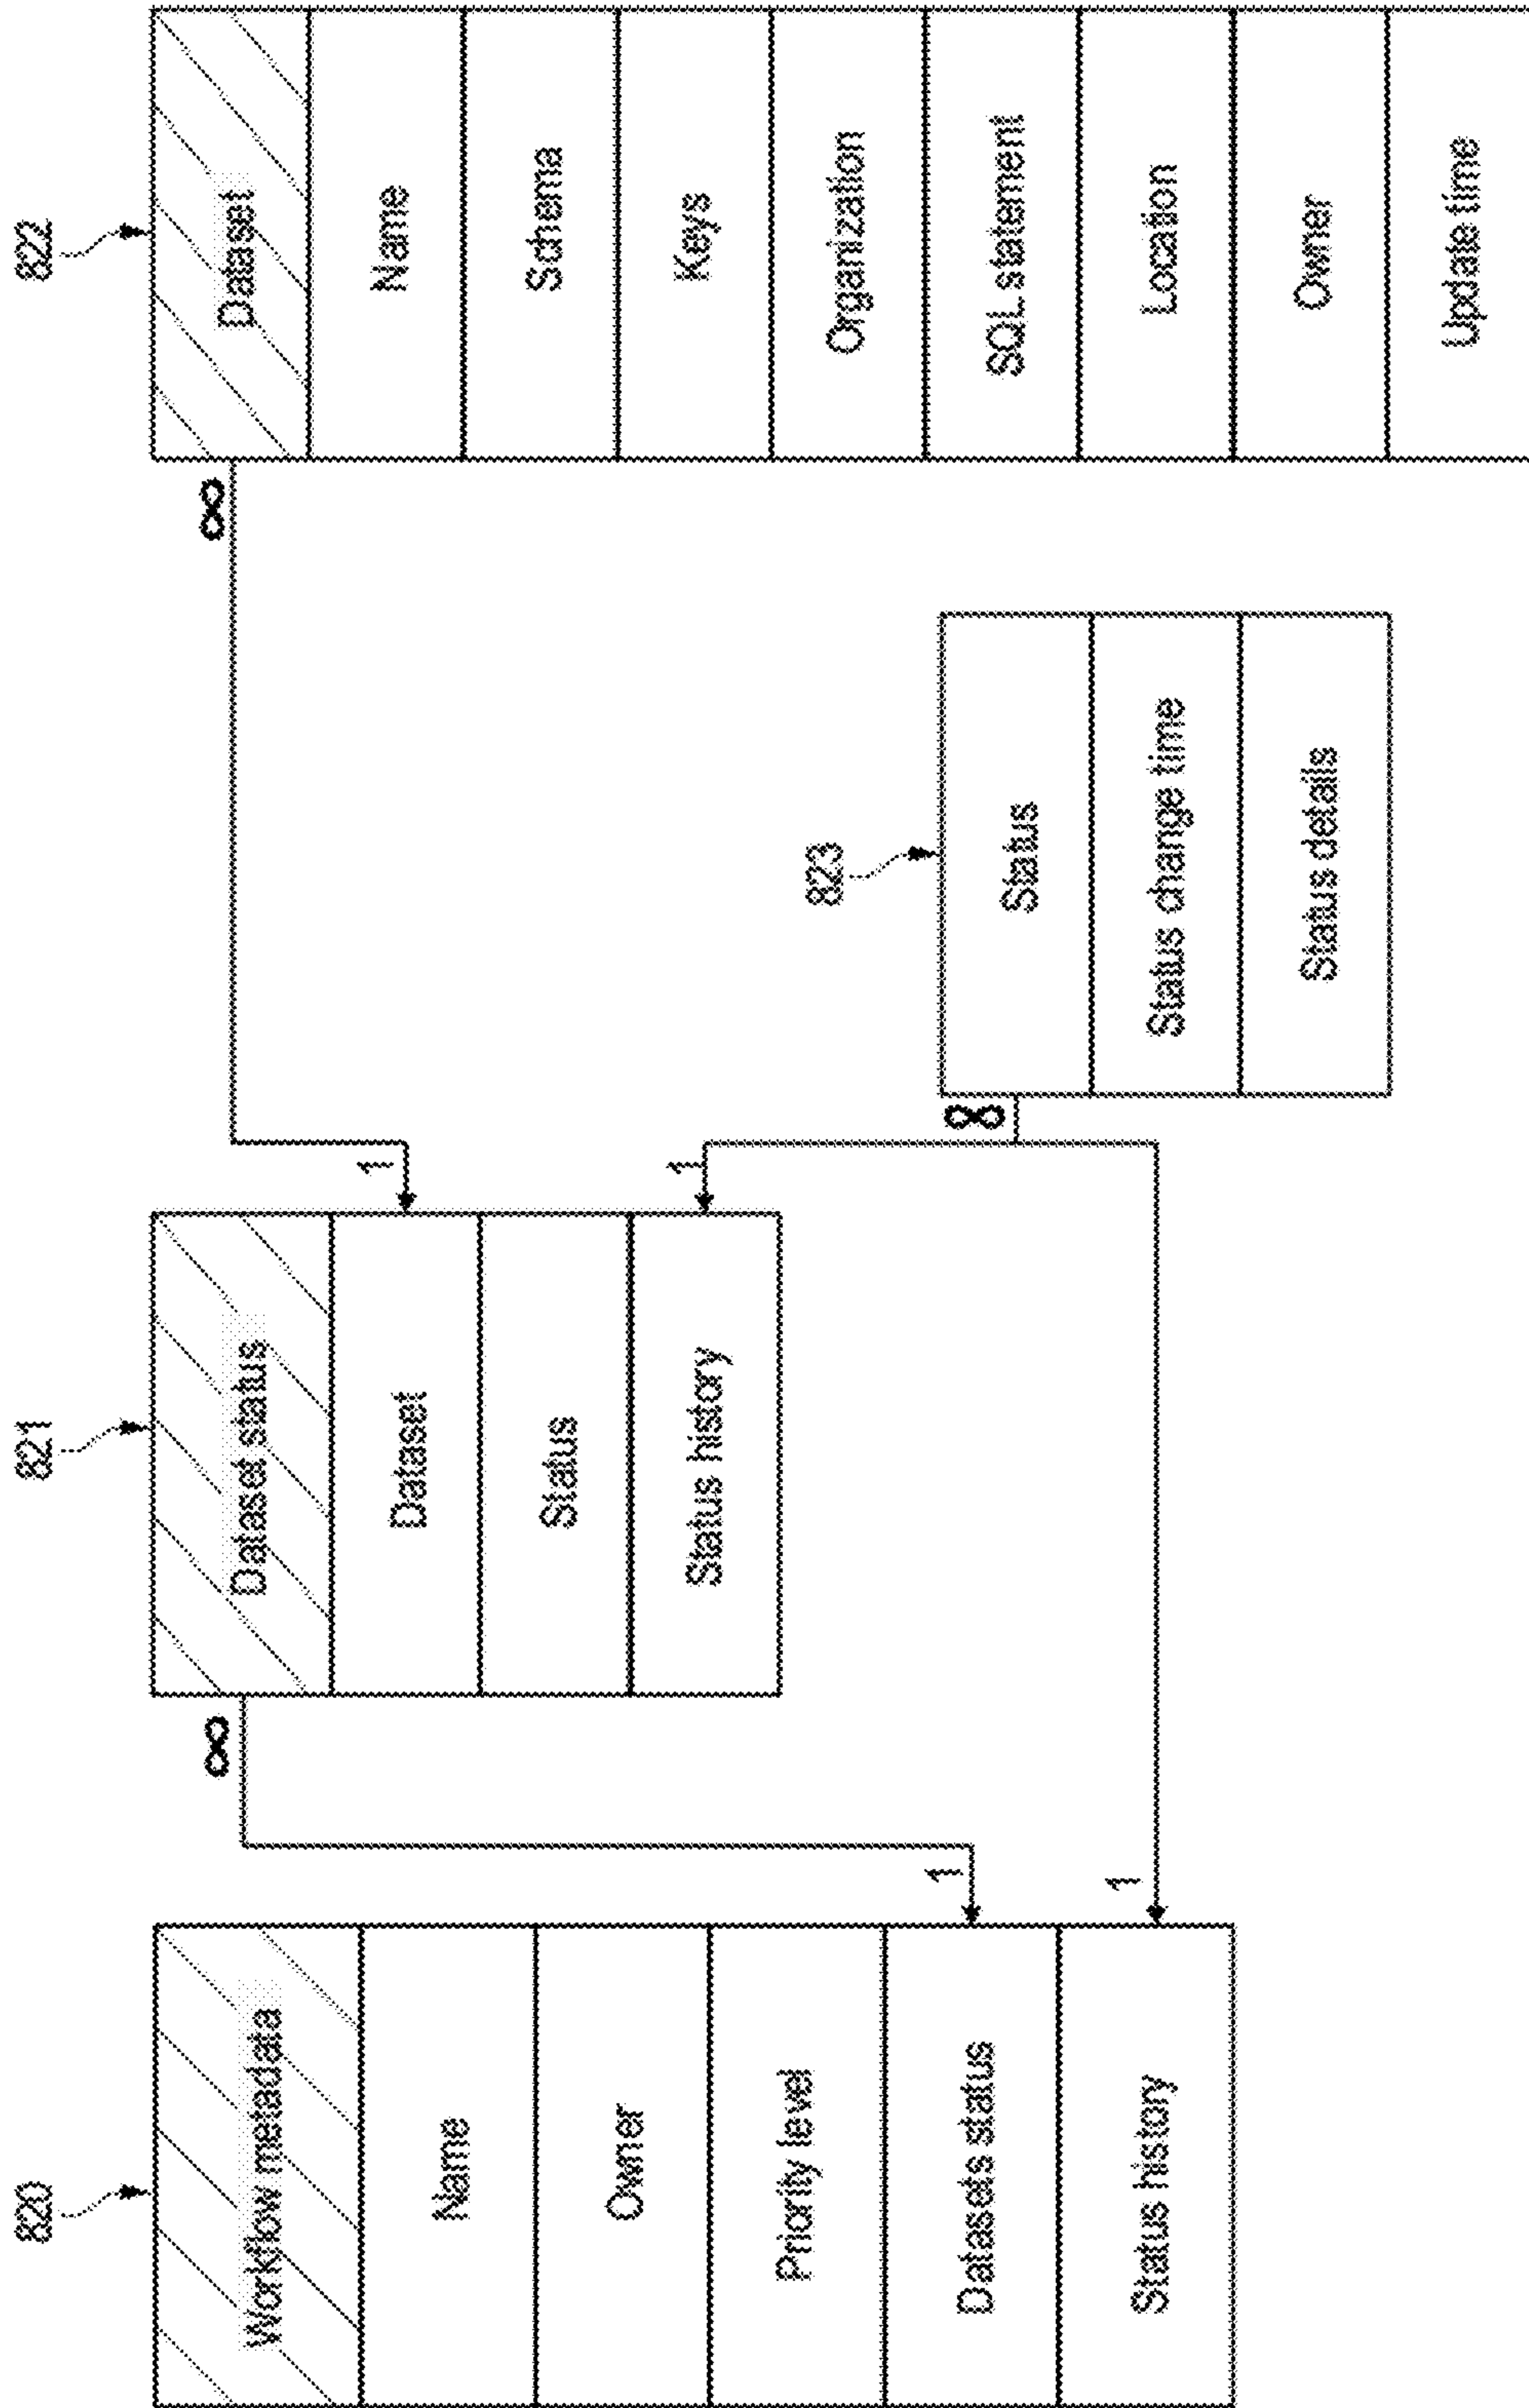 820
Workflow metadata
Name
Owner
Priority level
Datasets status
Status history
1
1
∞
821
Dataset status
Dataset
Status
Status history
1
1
∞
823
Status
Status change time
Status details
∞
822
Dataset
Name
Schema
Keys
Organization
SQL statement
Location
Owner
Update time